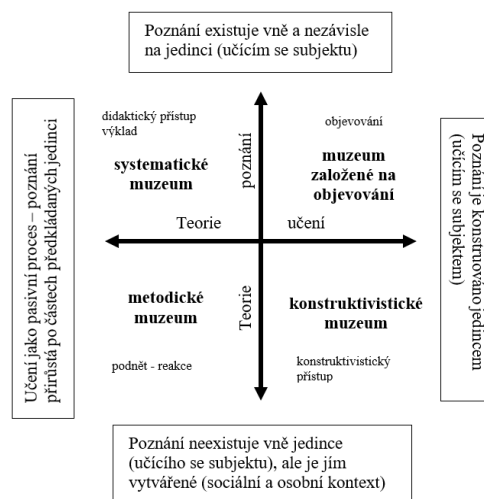 Poznání existuje vně a nezávisle
na jedinci (učícím se subjektu)
didaktický přístup
výklad
systematické
muzeum
poznání
objevování
muzeum
založené na
objevování
Teorie
učení
Učení jako pasivní proces – poznání
přirůstá po částech předkládaných jedinci
Poznání je konstruováno jedincem
(učícím se subjektem)
metodické
muzeum
Teorie
konstruktivistické
muzeum
podnět - reakce
konstruktivistický
přístup
Poznání neexistuje vně jedince
(učícího se subjektu), ale je jím
vytvářené (sociální a osobní kontext)